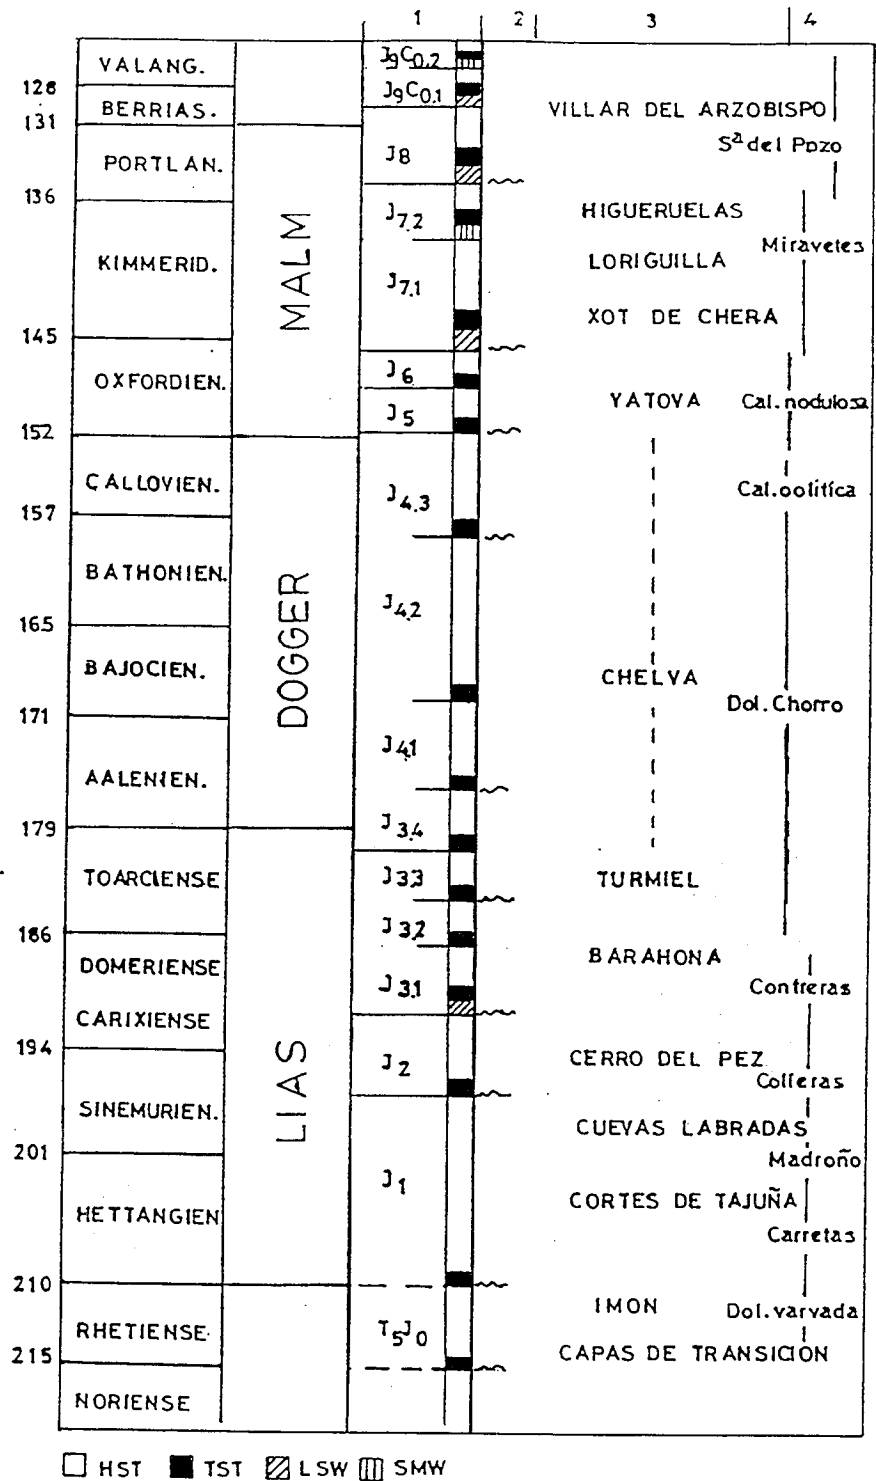 1 2 3 4
VALANG. J9C0.2
128
BERRIAS. J9C0.1 VILLAR DEL ARZOBISPO
131
Sª del Pozo
PORTLAN. J8
136
J7.2 HIGUERUELAS
Miravetes
KIMMERID. MALM LORIGUILLA
J7.1
XOT DE CHERA
145
J6
OXFORDIEN. YATOVA Cal.nodulosa
J5
152
CALLOVIEN. J4.3 Cal.oolitíca
157
BATHONIEN.
J4.2
165
DOGGER
BAJOCIEN. CHELVA
Dol.Chorro
171
J4.1
AALENIEN.
179
J3.4
TOARCIENSE J3.3 TURMIEL
J3.2
186
BARAHONA
DOMERIENSE
J3.1 Contreras
CARIXIENSE
194
LIAS J2 CERRO DEL PEZ
Colleras
SINEMURIEN.
CUEVAS LABRADAS
201
Madroño
J1
HETTANGIEN CORTES DE TAJUÑA
Carretas
210
IMON Dol.varvada
RHETIENSE T5J0
215
CAPAS DE TRANSICION
NORIENSE
HST TST LSW SMW